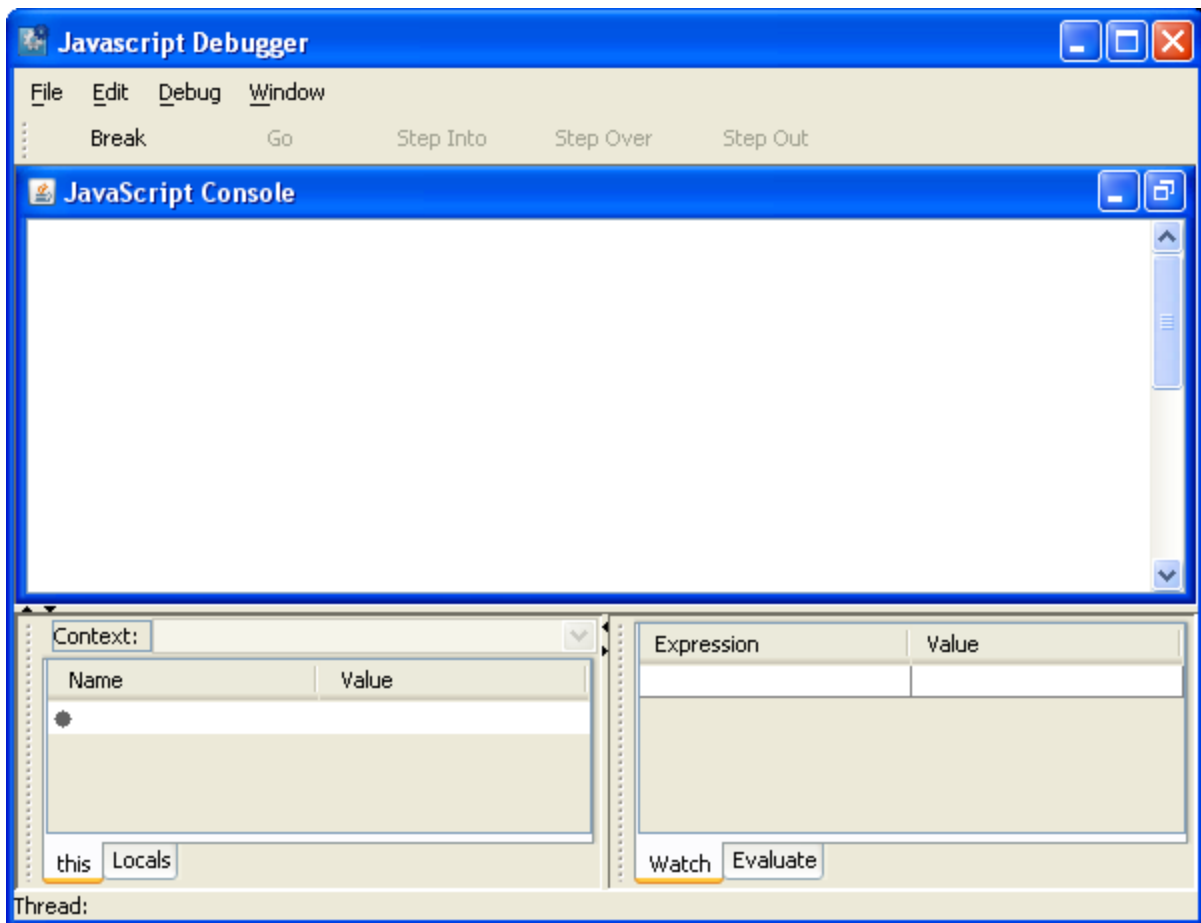 Javascript Debugger
File Edit Debug Window
Break Go Step Into Step Over Step Out
JavaScript Console
Context:
Name Value
this Locals
Expression Value
Watch Evaluate
Thread: